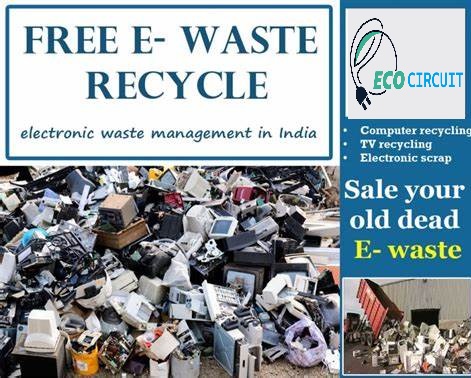 FREE E- WASTE
RECYCLE
electronic waste management in India
ECO CIRCUIT
• Computer recycling
• TV recycling
• Electronic scrap
Sale your
old dead
E- waste